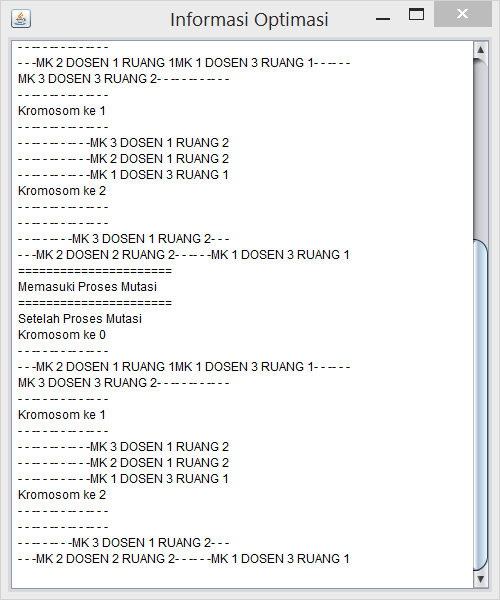 Informasi Optimasi
- - -- -- -- -- -- - -
- - -MK 2 DOSEN 1 RUANG 1MK 1 DOSEN 3 RUANG 1- -- -- -
MK 3 DOSEN 3 RUANG 2- - -- -- -- -- -
- - -- -- -- -- -- - -
Kromosom ke 1
- - -- -- -- -- -- - -
- - -- -- -- -- -MK 3 DOSEN 1 RUANG 2
- - -- -- -- -- -MK 2 DOSEN 1 RUANG 2
- - -- -- -- -- -MK 1 DOSEN 3 RUANG 1
Kromosom ke 2
- - -- -- -- -- -- - -
- - -- -- -- -- -- - -
- - -- -- -- -MK 3 DOSEN 1 RUANG 2- - -
- - -MK 2 DOSEN 2 RUANG 2- -- -- -MK 1 DOSEN 3 RUANG 1
======================
Memasuki Proses Mutasi
======================
Setelah Proses Mutasi
Kromosom ke 0
- - -- -- -- -- -- - -
- - -MK 2 DOSEN 1 RUANG 1MK 1 DOSEN 3 RUANG 1- -- -- -
MK 3 DOSEN 3 RUANG 2- - -- -- -- -- -
- - -- -- -- -- -- - -
Kromosom ke 1
- - -- -- -- -- -- - -
- - -- -- -- -- -MK 3 DOSEN 1 RUANG 2
- - -- -- -- -- -MK 2 DOSEN 1 RUANG 2
- - -- -- -- -- -MK 1 DOSEN 3 RUANG 1
Kromosom ke 2
- - -- -- -- -- -- - -
- - -- -- -- -- -- - -
- - -- -- -- -MK 3 DOSEN 1 RUANG 2- - -
- - -MK 2 DOSEN 2 RUANG 2- -- -- -MK 1 DOSEN 3 RUANG 1